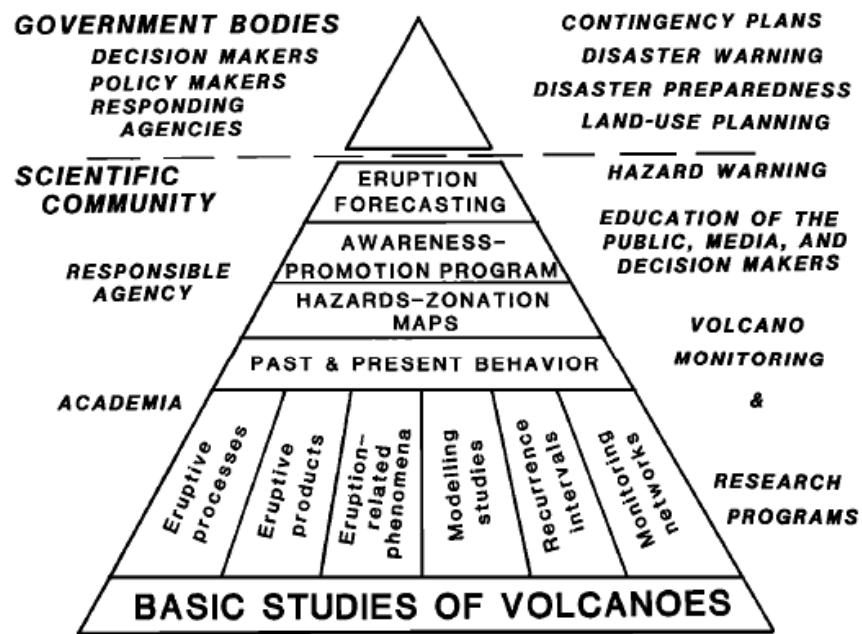 GOVERNMENT BODIES
DECISION MAKERS
POLICY MAKERS
RESPONDING
AGENCIES
CONTINGENCY PLANS
DISASTER WARNING
DISASTER PREPAREDNESS
LAND-USE PLANNING
SCIENTIFIC
COMMUNITY
RESPONSIBLE
AGENCY
ACADEMIA
ERUPTION
FORECASTING
AWARENESS-
PROMOTION PROGRAM
HAZARDS-ZONATION
MAPS
PAST & PRESENT BEHAVIOR
Eruptive
processes
Eruptive
products
Eruption-
related
phenomena
Modelling
studies
Recurrence
intervals
Monitoring
networks
BASIC STUDIES OF VOLCANOES
HAZARD WARNING
EDUCATION OF THE
PUBLIC, MEDIA, AND
DECISION MAKERS
VOLCANO
MONITORING
&
RESEARCH
PROGRAMS